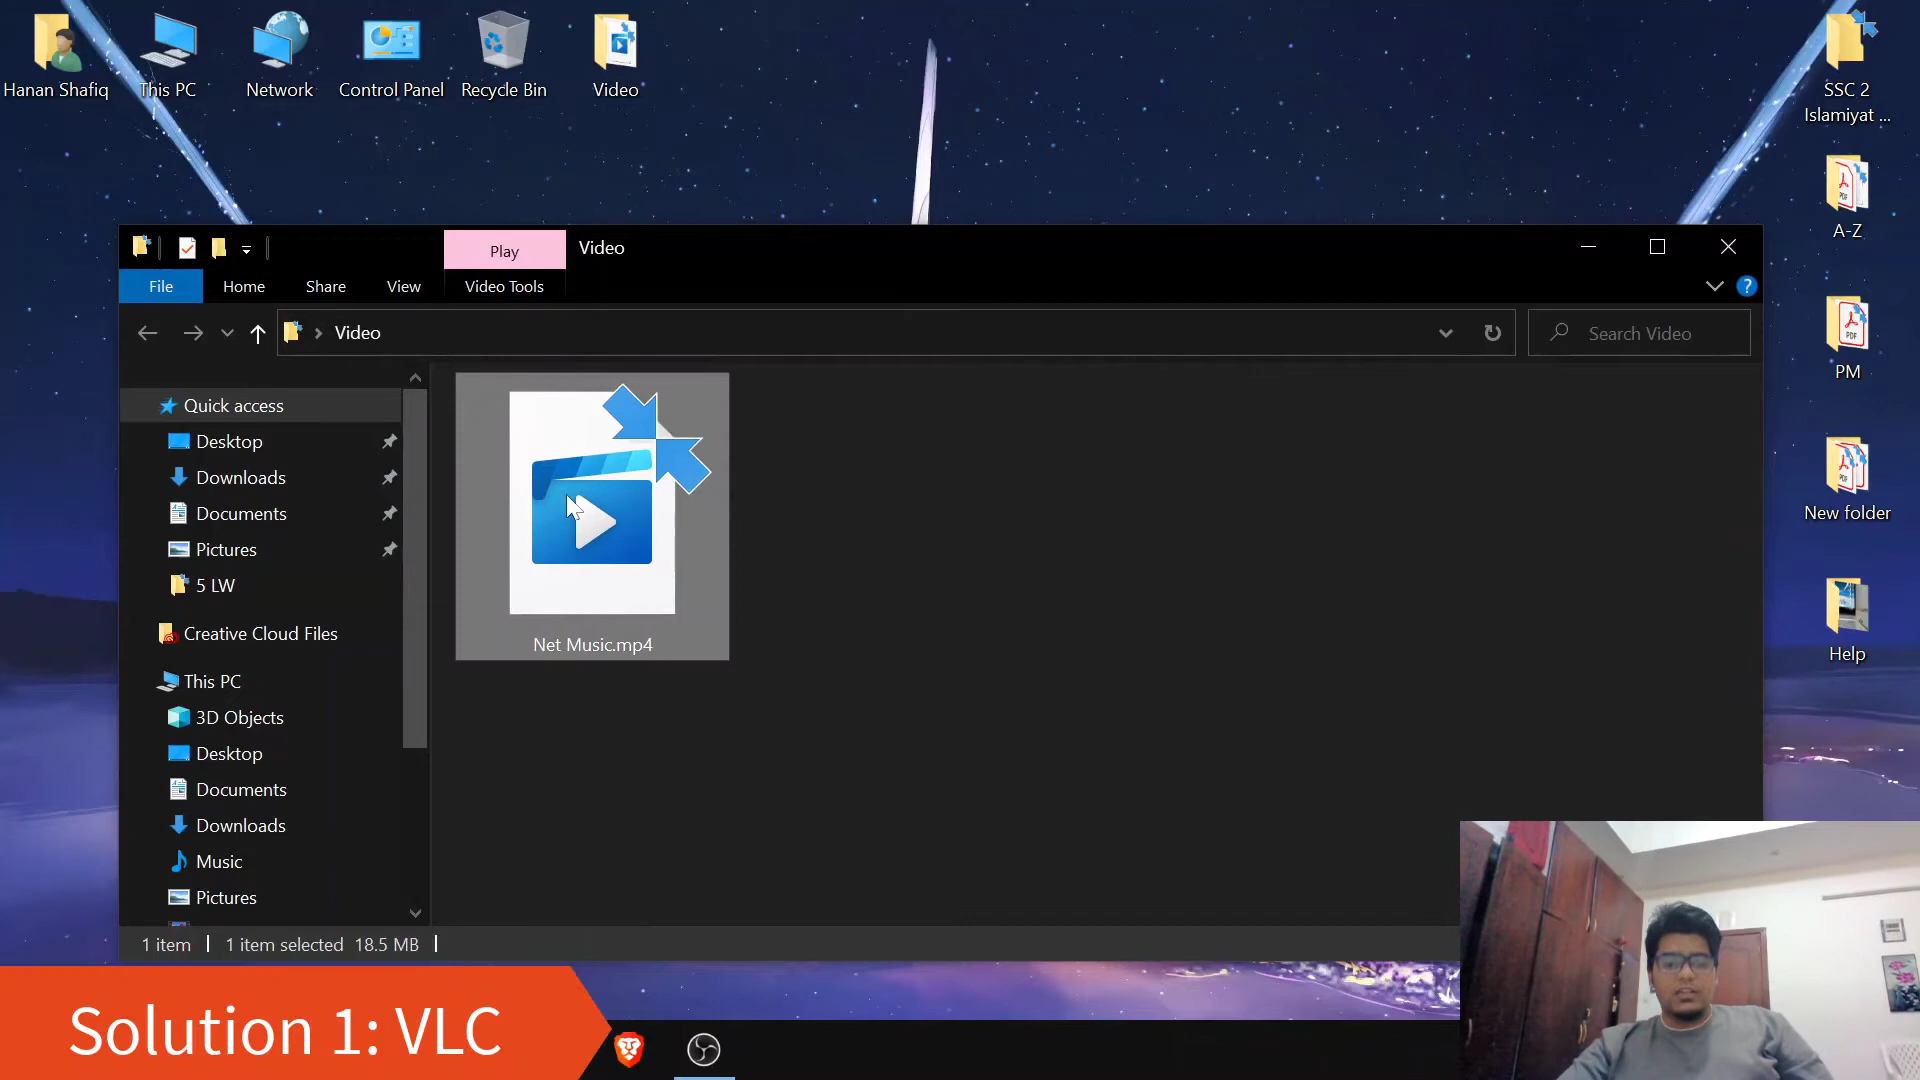 Hanan Shafiq
This PC
Network
Control Panel
Recycle Bin
Video
SSC 2
Islamiyat ...
A-Z
PM
New folder
Help
Play
Video
File
Home
Share
View
Video Tools
?
Video
Search Video
Quick access
Desktop
Downloads
Documents
Pictures
5 LW
Creative Cloud Files
This PC
3D Objects
Desktop
Documents
Downloads
Music
Pictures
Net Music.mp4
1 item
1 item selected 18.5 MB
Solution 1: VLC